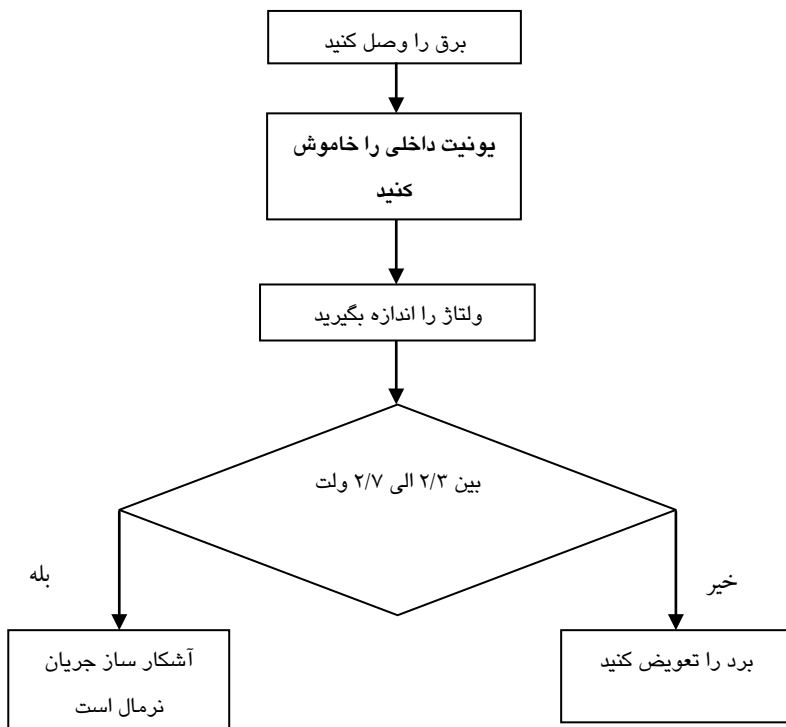 برق را وصل کنید
یونیت داخلی را خاموش
کنید
ولتاژ را اندازه بگیرید
بین ۲/۳ الی ۲/۷ ولت
خیر
بله
برد را تعویض کنید
آشکار ساز جریان
نرمال است